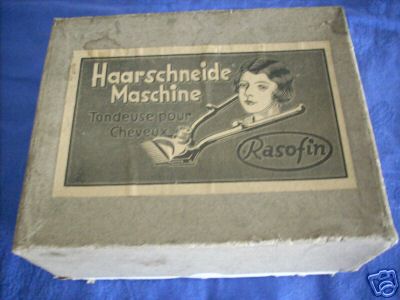 Haarschneide
Maschine
Tondeuse pour
Cheveux
Rasofin